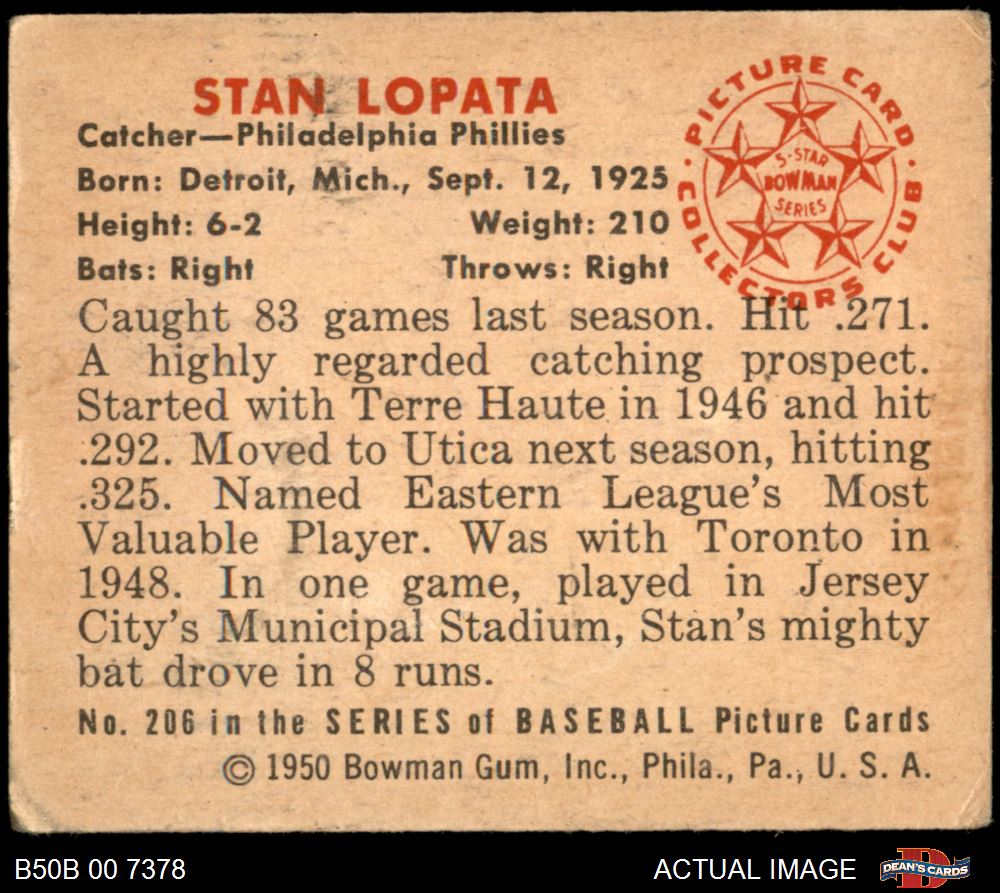 STAN LOPATA
Catcher—Philadelphia Phillies
Born: Detroit, Mich., Sept. 12, 1925
Height: 6-2 Weight: 210
Bats: Right Throws: Right
PICTURE CARD
COLLECTORS CLUB
5-STAR
BOWMAN
SERIES
Caught 83 games last season. Hit .271.
A highly regarded catching prospect.
Started with Terre Haute in 1946 and hit
.292. Moved to Utica next season, hitting
.325. Named Eastern League's Most
Valuable Player. Was with Toronto in
1948. In one game, played in Jersey
City's Municipal Stadium, Stan's mighty
bat drove in 8 runs.
No. 206 in the SERIES of BASEBALL Picture Cards
© 1950 Bowman Gum, Inc., Phila., Pa., U. S. A.
B50B 00 7378
ACTUAL IMAGE
DEAN'S CARDS